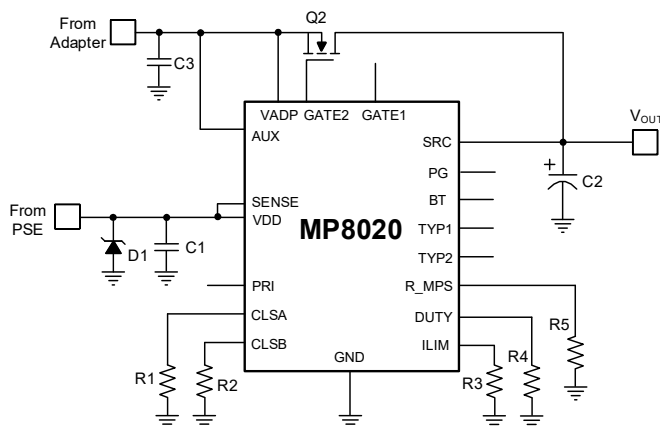 Q2
From
Adapter
C3
VADP GATE2 GATE1
AUX
SRC
VOUT
PG
C2
+
SENSE
BT
From
PSE
VDD
MP8020
TYP1
D1
C1
TYP2
PRI
R_MPS
CLSA
DUTY
R5
CLSB
ILIM
R4
GND
R1
R2
R3